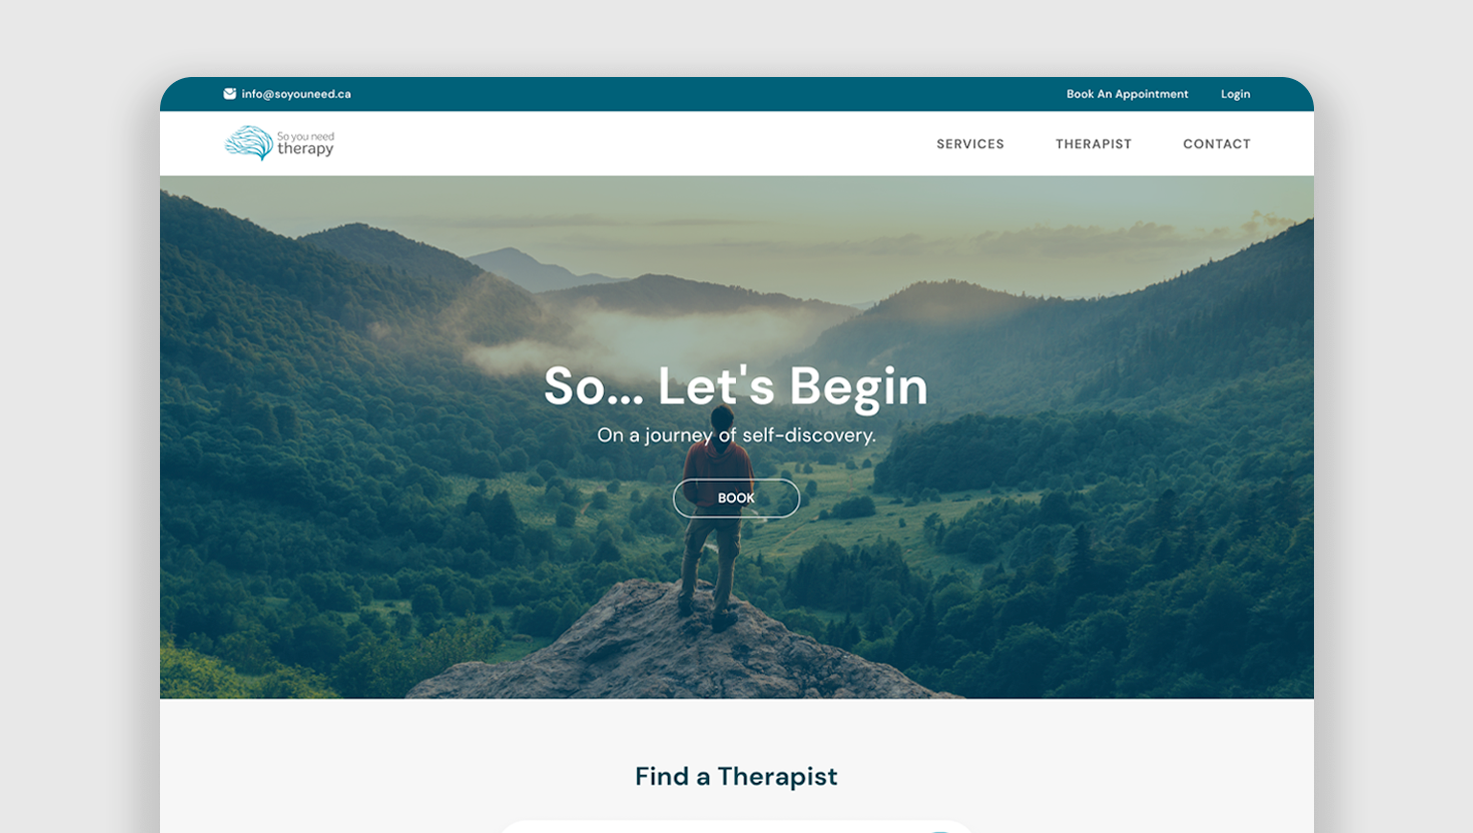 info@soyouneed.ca
Book An Appointment
Login
So you need
therapy
SERVICES
THERAPIST
CONTACT
So... Let's Begin
On a journey of self-discovery.
BOOK
Find a Therapist